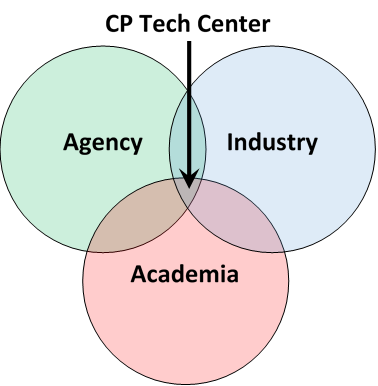 CP Tech Center
Agency
Industry
Academia